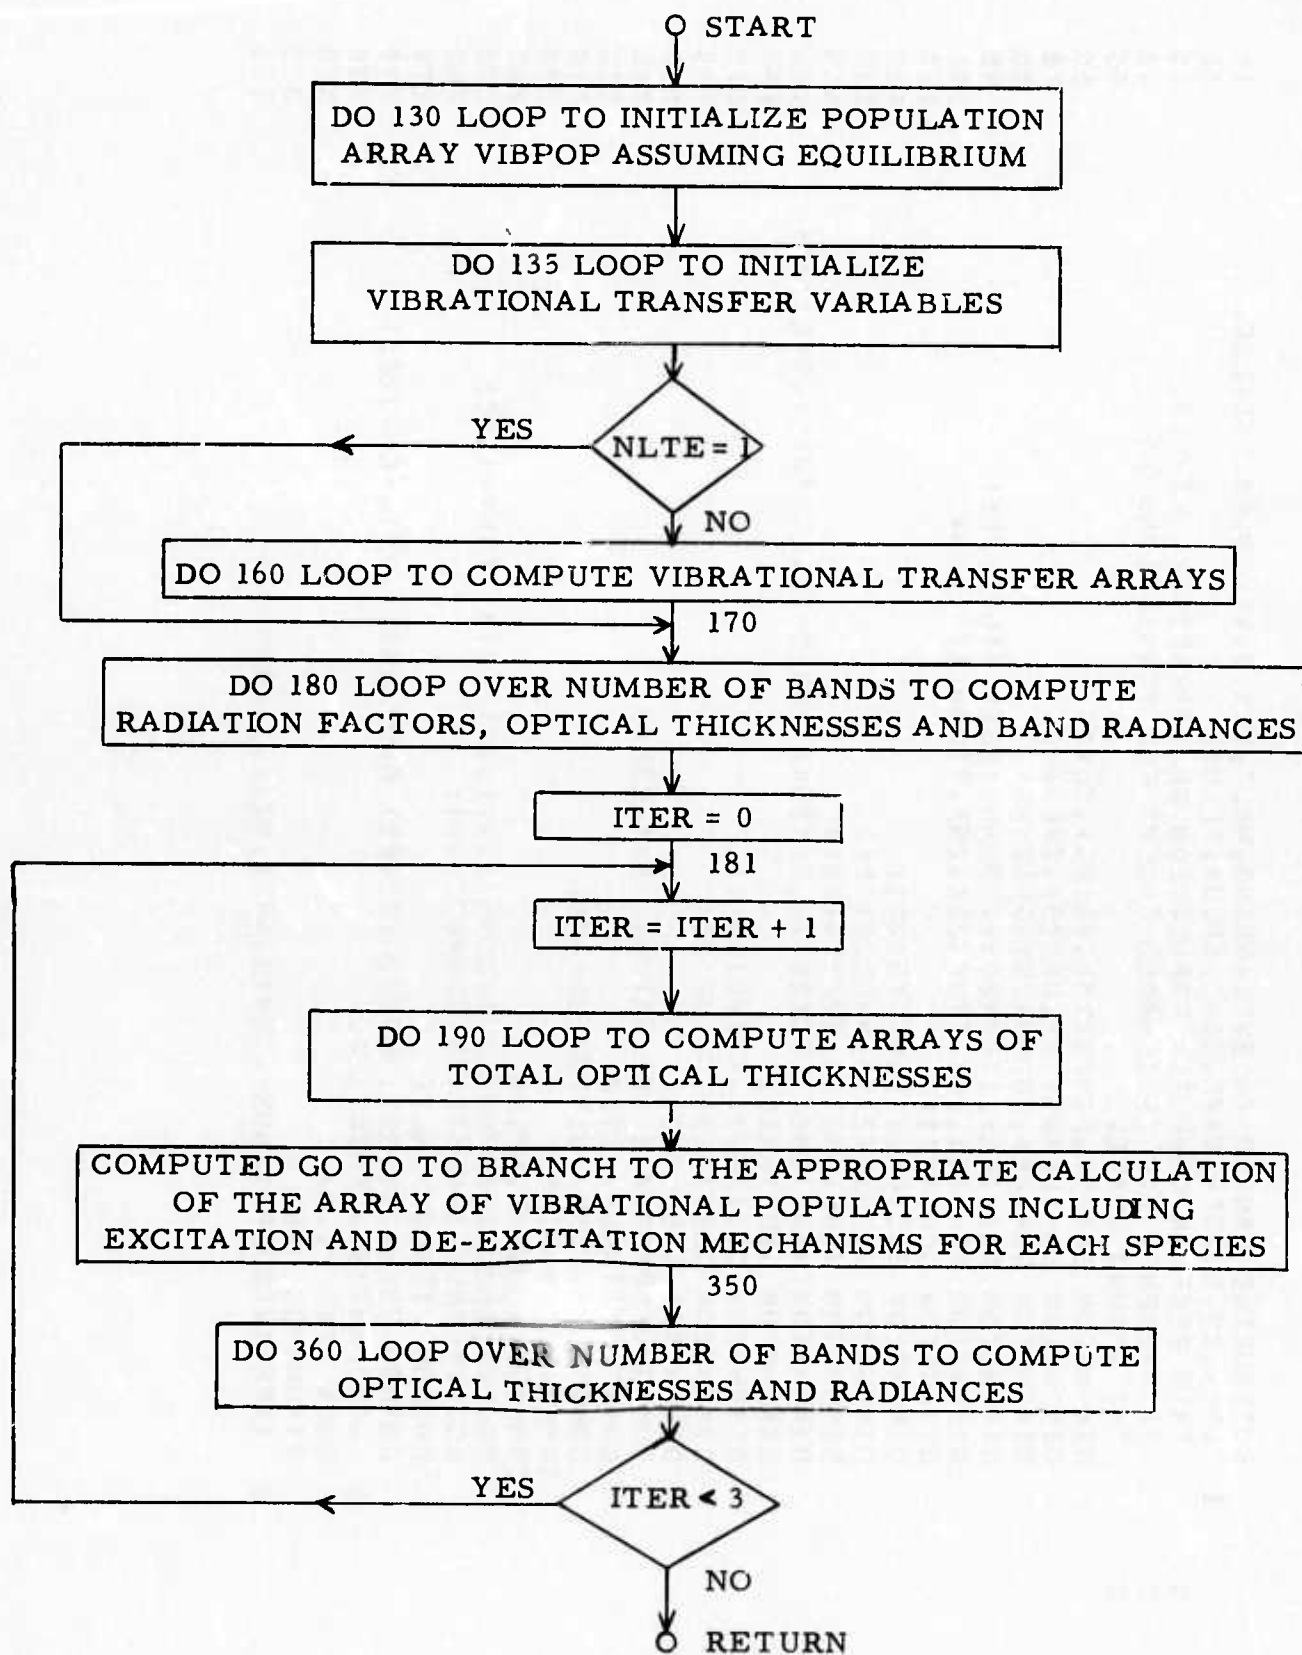 START
DO 130 LOOP TO INITIALIZE POPULATION
ARRAY VIBPOP ASSUMING EQUILIBRIUM
DO 135 LOOP TO INITIALIZE
VIBRATIONAL TRANSFER VARIABLES
YES
NLTE = 1
NO
DO 160 LOOP TO COMPUTE VIBRATIONAL TRANSFER ARRAYS
170
DO 180 LOOP OVER NUMBER OF BANDS TO COMPUTE
RADIATION FACTORS, OPTICAL THICKNESSES AND BAND RADIANCES
ITER = 0
181
ITER = ITER + 1
DO 190 LOOP TO COMPUTE ARRAYS OF
TOTAL OPTICAL THICKNESSES
COMPUTED GO TO TO BRANCH TO THE APPROPRIATE CALCULATION
OF THE ARRAY OF VIBRATIONAL POPULATIONS INCLUDING
EXCITATION AND DE-EXCITATION MECHANISMS FOR EACH SPECIES
350
DO 360 LOOP OVER NUMBER OF BANDS TO COMPUTE
OPTICAL THICKNESSES AND RADIANCES
YES
ITER < 3
NO
RETURN